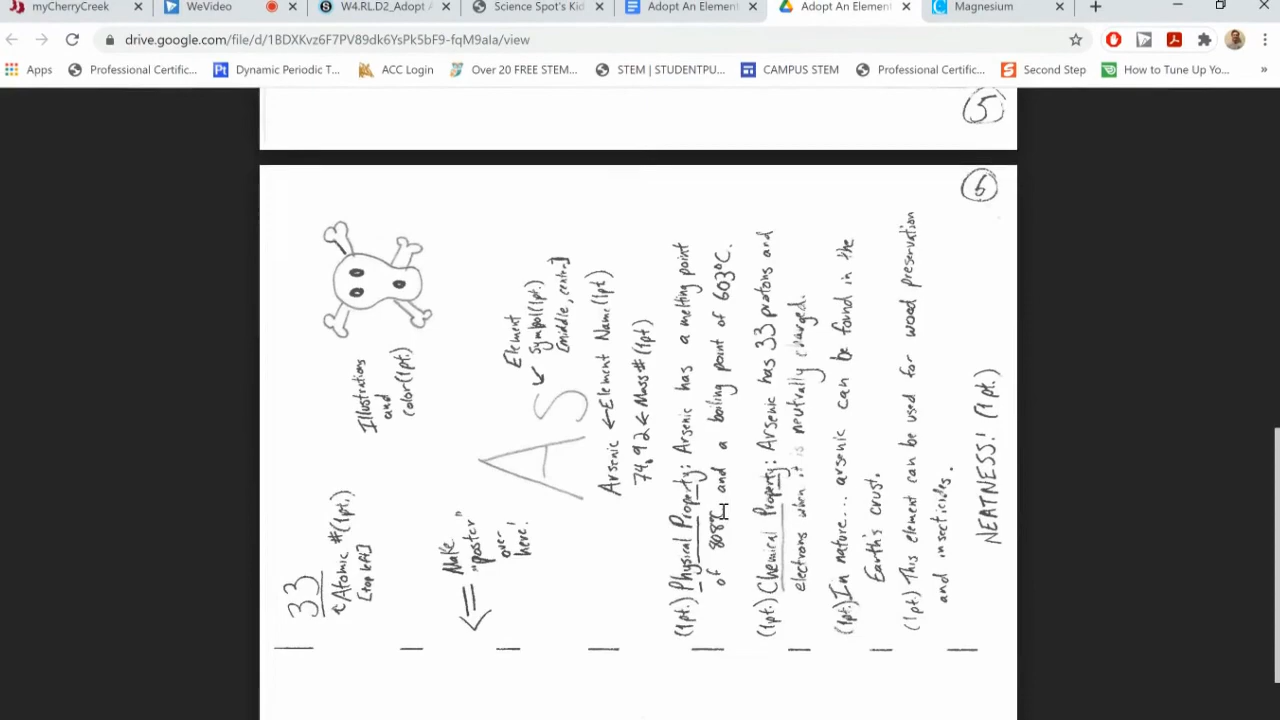 myCherryCreek
WeVideo
W4.RL.D2_Adopt A
Science Spot's Kid
Adopt An Element
Adopt An Element
Magnesium
drive.google.com/file/d/1BDXKvz6F7PV89dk6YsPk5bF9-fqM9ala/view
Apps
Professional Certific...
Dynamic Periodic T...
ACC Login
Over 20 FREE STEM...
STEM | STUDENTPU...
CAMPUS STEM
Professional Certific...
Second Step
How to Tune Up Yo...
5
6
33
Atomic #(1pt.)
[top left]
Illustrations
and
Color(1pt.)
Make
"poster"
over
here!
As
Element
Symbol(1pt.)
[middle, center]
Arsenic ← Element Name(1pt)
74.92 ← Mass #(1pt)
(1pt.) Physical Property: Arsenic has a melting point
of 808°C and a boiling point of 603°C.
(1pt.) Chemical Property: Arsenic has 33 protons and
electrons when it is neutrally charged.
(1pt.) In nature... arsenic can be found in the
Earth's crust.
(1pt.) This element can be used for wood preservation
and insecticides.
NEATNESS! (1pt.)